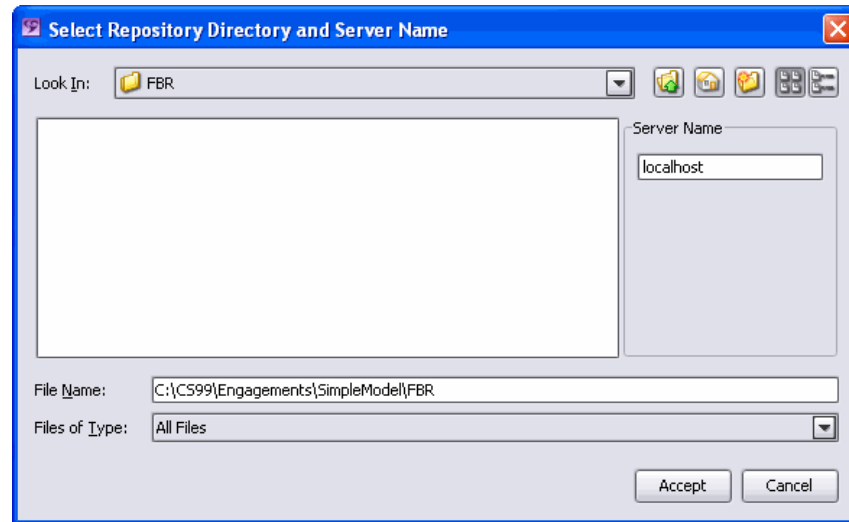 Select Repository Directory and Server Name
Look In: FBR
Server Name
localhost
File Name: C:\CS99\Engagements\SimpleModel\FBR
Files of Type: All Files
Accept Cancel